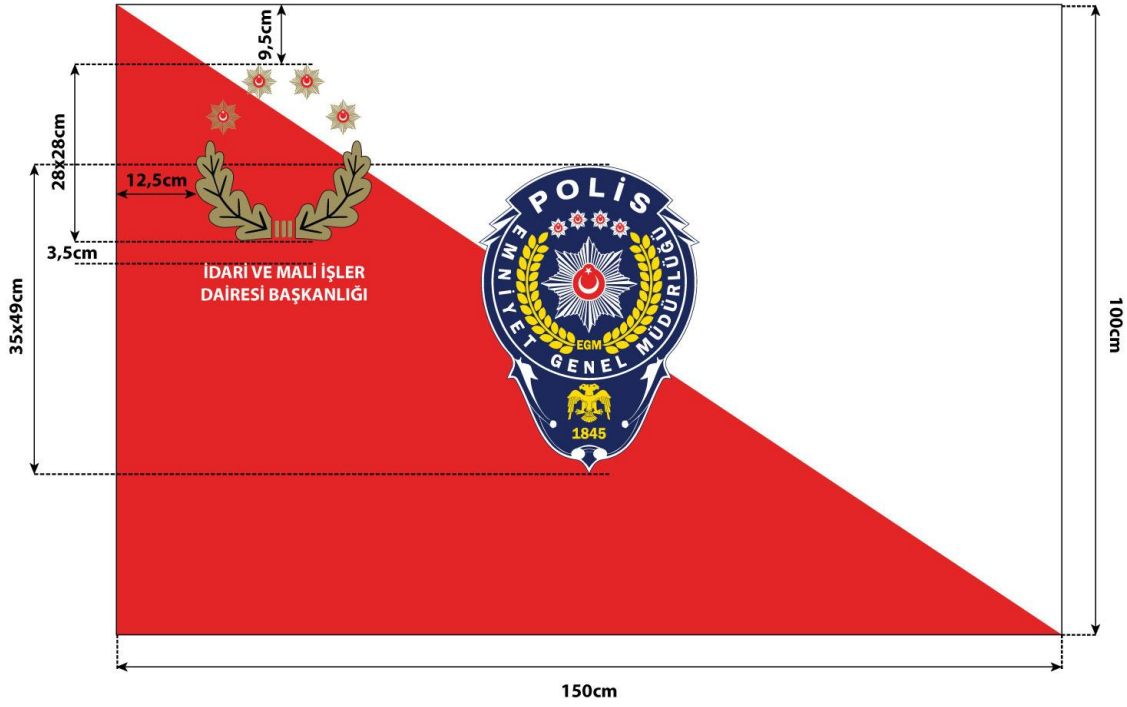 9,5cm
28x28cm
12,5cm
3,5cm
İDARİ VE MALİ İŞLER
DAİRESİ BAŞKANLIĞI
35x49cm
POLİS
EMNİYET GENEL MÜDÜRLÜĞÜ
EGM
1845
100cm
150cm